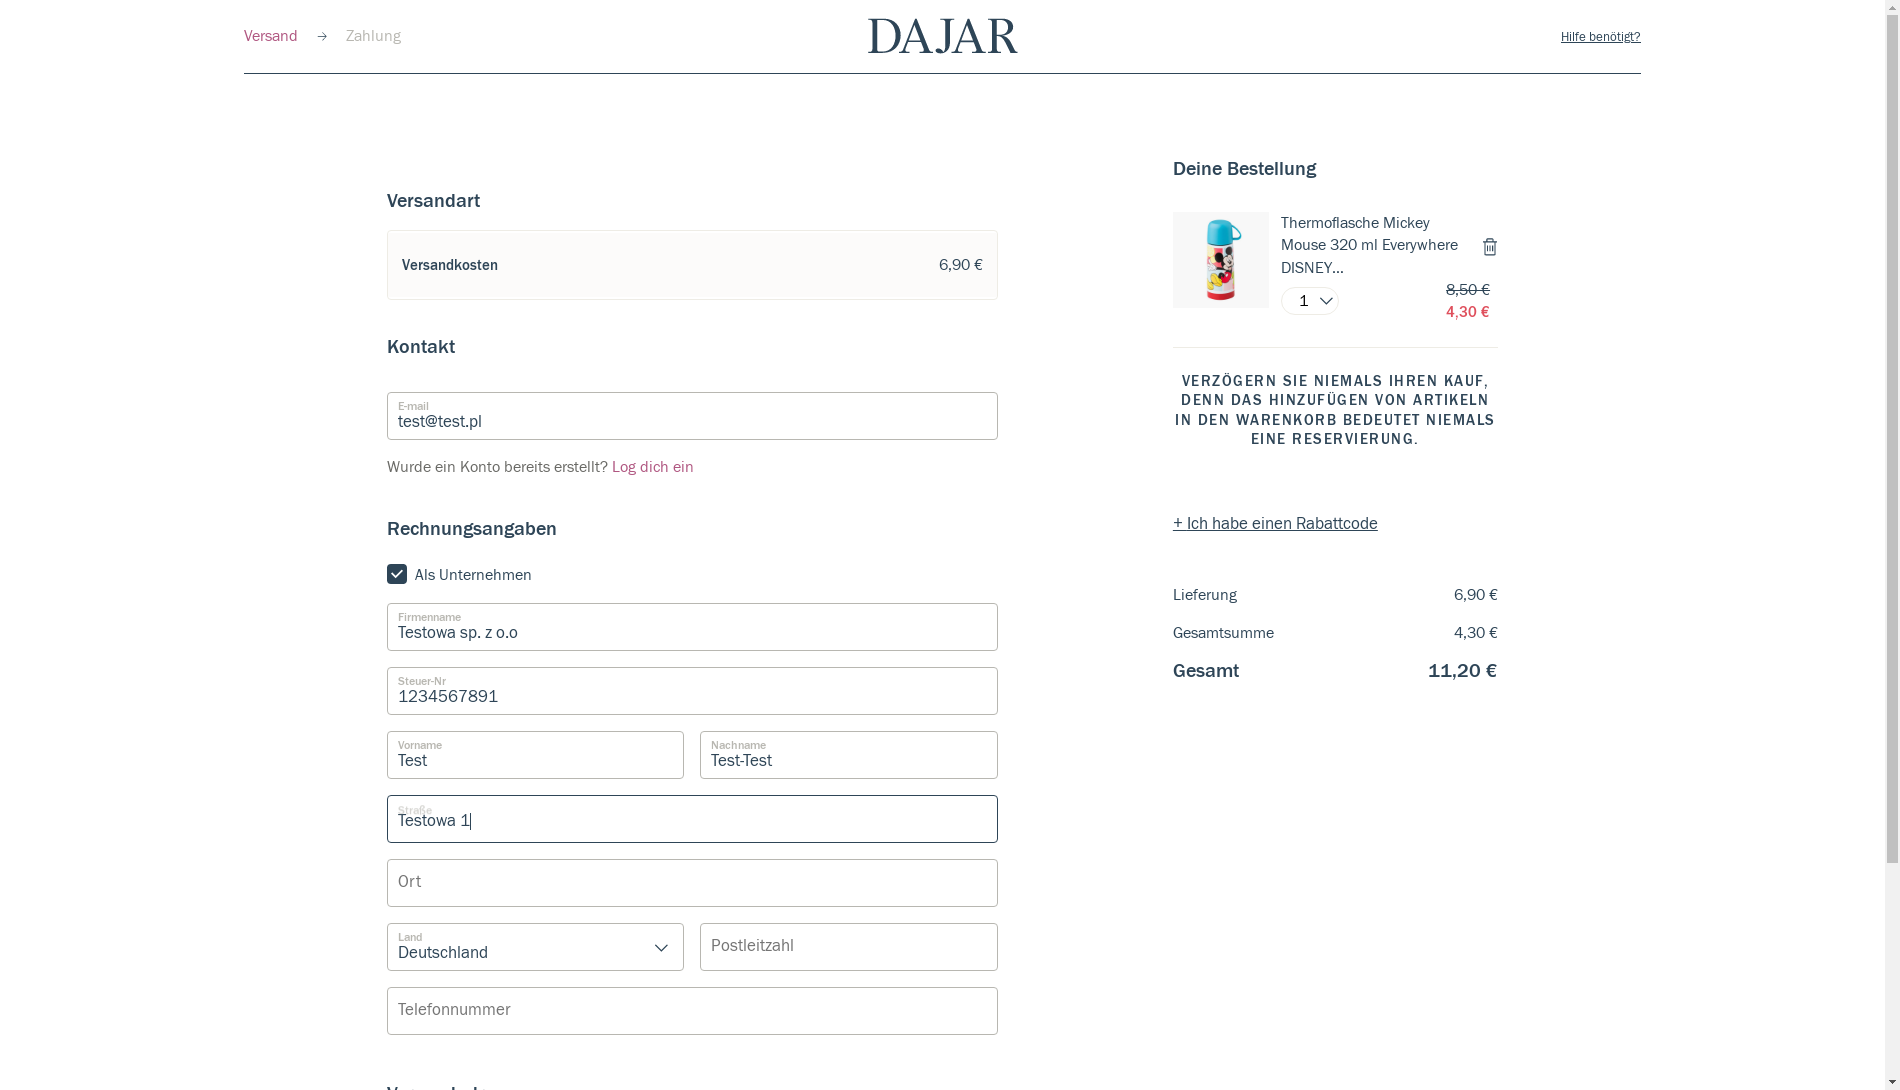 Versand
Zahlung
DAJAR
Hilfe benötigt?
Versandart
Versandkosten
6,90 €
Kontakt
E-mail
test@test.pl
Wurde ein Konto bereits erstellt? Log dich ein
Rechnungsangaben
Als Unternehmen
Firmenname
Testowa sp. z o.o
Steuer-Nr
1234567891
Vorname
Test
Nachname
Test-Test
Straße
Testowa 1
Ort
Land
Deutschland
Postleitzahl
Telefonnummer
Deine Bestellung
Thermoflasche Mickey
Mouse 320 ml Everywhere
DISNEY...
1
8,50 €
4,30 €
VERZÖGERN SIE NIEMALS IHREN KAUF,
DENN DAS HINZUFÜGEN VON ARTIKELN
IN DEN WARENKORB BEDEUTET NIEMALS
EINE RESERVIERUNG.
+ Ich habe einen Rabattcode
Lieferung
6,90 €
Gesamtsumme
4,30 €
Gesamt
11,20 €